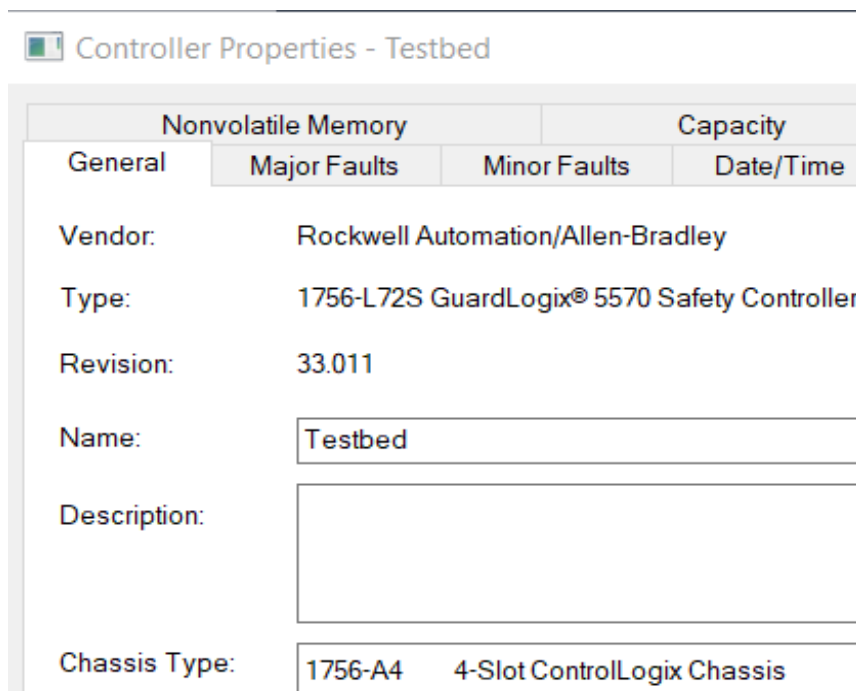 Controller Properties - Testbed
Nonvolatile Memory Capacity
General Major Faults Minor Faults Date/Time
Vendor: Rockwell Automation/Allen-Bradley
Type: 1756-L72S GuardLogix® 5570 Safety Controller
Revision: 33.011
Name: Testbed
Description:
Chassis Type: 1756-A4 4-Slot ControlLogix Chassis